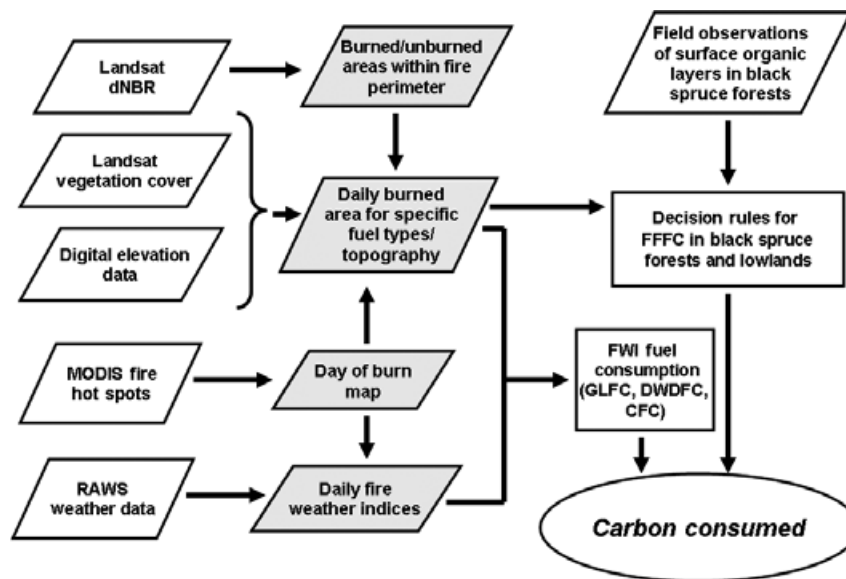 Landsat
dNBR
Burned/unburned
areas within fire
perimeter
Field observations
of surface organic
layers in black
spruce forests
Landsat
vegetation cover
Digital elevation
data
Daily burned
area for specific
fuel types/
topography
Decision rules for
FFFC in black spruce
forests and lowlands
MODIS fire
hot spots
Day of burn
map
FWI fuel
consumption
(GLFC, DWDFC,
CFC)
RAWS
weather data
Daily fire
weather indices
Carbon consumed